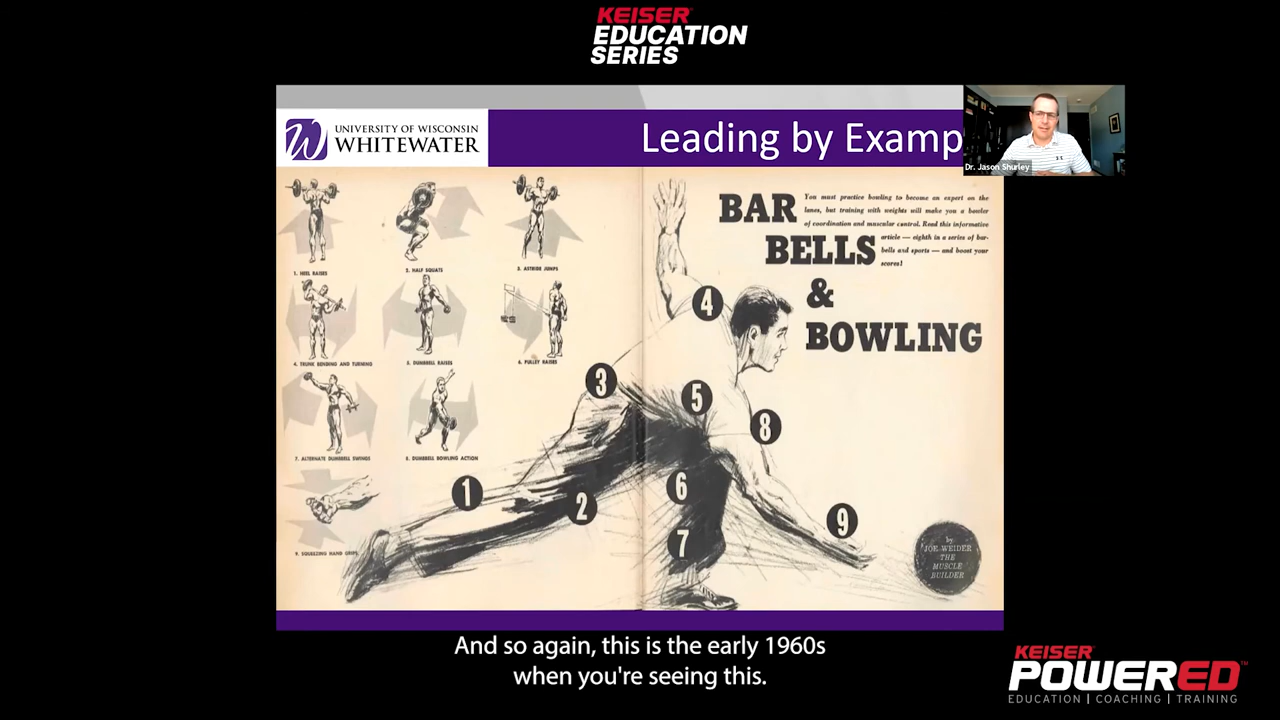 KEISER
EDUCATION
SERIES
UNIVERSITY OF WISCONSIN
WHITEWATER
Leading by Examp
Dr. Jason Shurley
1. HEEL RAISES
2. HALF SQUATS
3. ASTRIDE JUMPS
4. TRUNK BENDING AND TURNING
5. DUMBELL RAISES
6. PULLEY RAISES
7. ALTERNATE DUMBBELL SWINGS
8. DUMBBELL BOWLING ACTION
9. SQUEEZING HAND GRIPS
BAR
BELLS
&
BOWLING
You must practice bowling to become an expert on the
lanes, but training with weights will make you a bowler
of coordination and muscular control. Read this informative
article — eighth in a series of bar-
bells and sports — and boost your
scores!
4
3
5
8
1
2
6
9
7
by
JOE WEIDER
THE
MUSCLE
BUILDER
And so again, this is the early 1960s
when you're seeing this.
KEISER
POWERED™
EDUCATION | COACHING | TRAINING